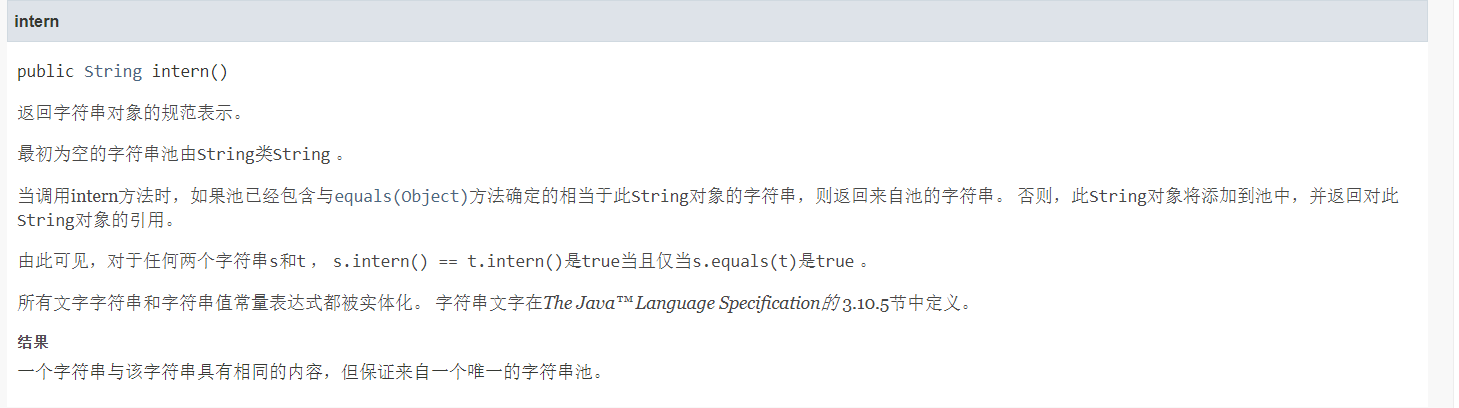 intern
public String intern()
返回字符串对象的规范表示。
最初为空的字符串池由String类String 。
当调用intern方法时，如果池已经包含与equals(Object)方法确定的相当于此String对象的字符串，则返回来自池的字符串。 否则，此String对象将添加到池中，并返回对此
String对象的引用。
由此可见，对于任何两个字符串s和t ， s.intern() == t.intern()是true当且仅当s.equals(t)是true 。
所有文字字符串和字符串值常量表达式都被实体化。 字符串文字在The Java™ Language Specification的 3.10.5节中定义。
结果
一个字符串与该字符串具有相同的内容，但保证来自一个唯一的字符串池。